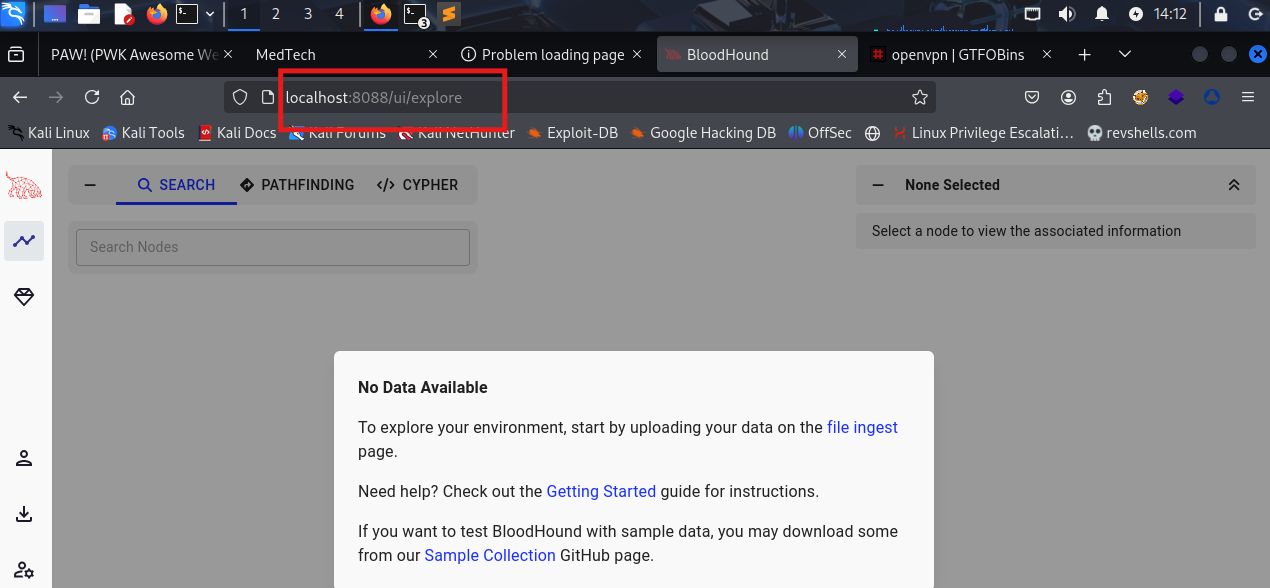 1 2 3 4 3 14:12
PAW! (PWK Awesome We MedTech Problem loading page BloodHound openvpn | GTFOBins
localhost:8088/ui/explore
Kali Linux Kali Tools Kali Docs Kali Forums Kali NetHunter Exploit-DB Google Hacking DB OffSec Linux Privilege Escalati… revshells.com
SEARCH PATHFINDING </> CYPHER None Selected
Search Nodes Select a node to view the associated information
No Data Available
To explore your environment, start by uploading your data on the file ingest
page.
Need help? Check out the Getting Started guide for instructions.
If you want to test BloodHound with sample data, you may download some
from our Sample Collection GitHub page.